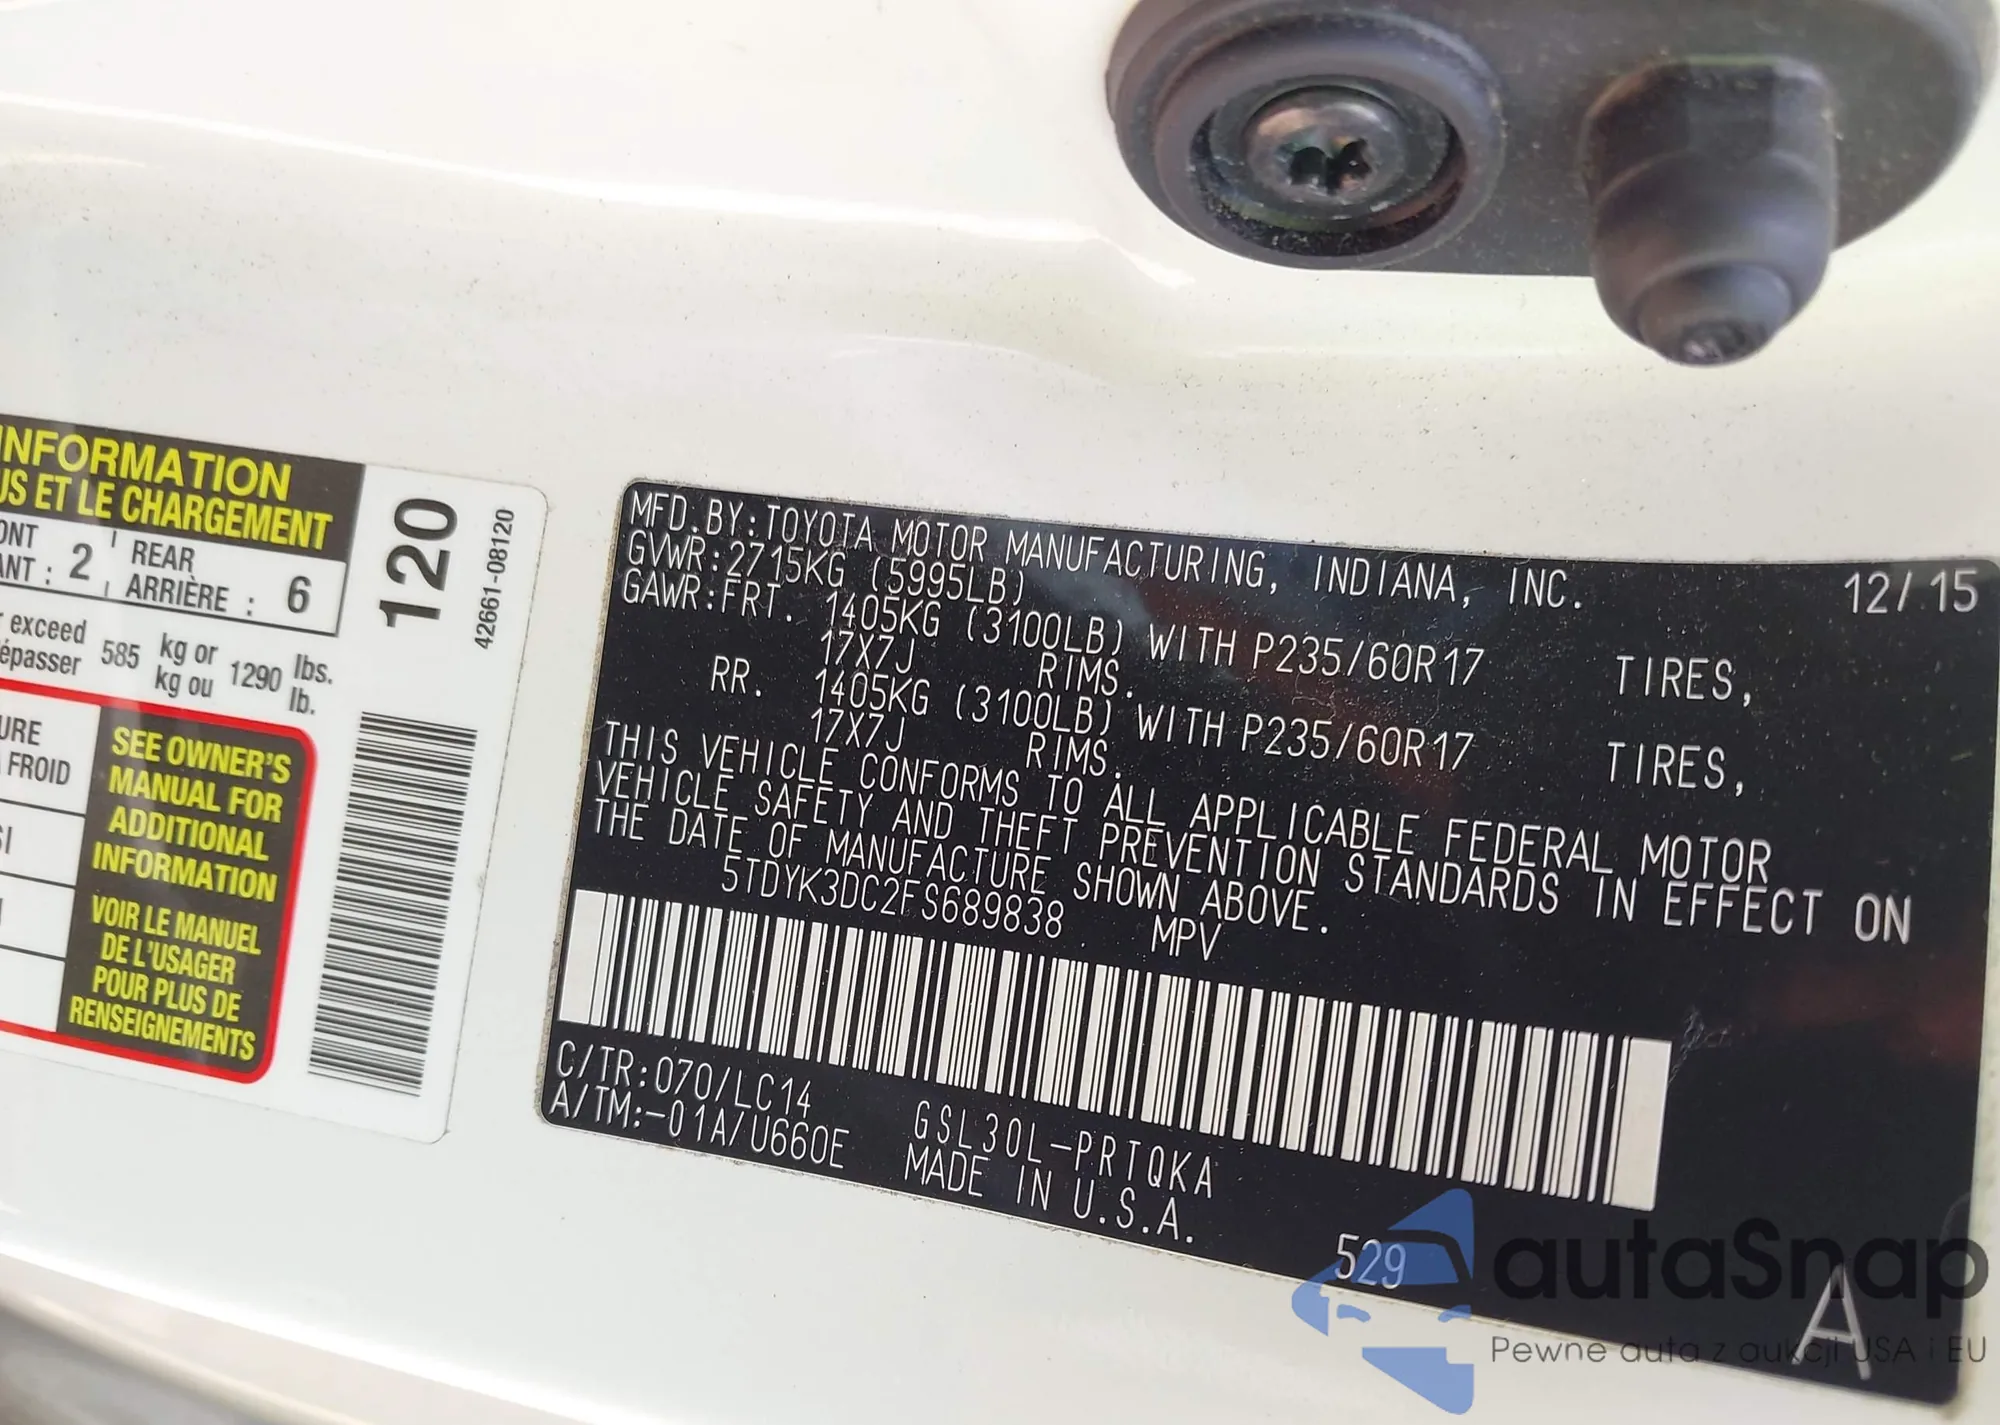 INFORMATION
US ET LE CHARGEMENT
ONT
ANT : 2
REAR
ARRIÈRE : 6
r exceed
épasser 585 kg or
kg ou 1290 lbs.
lb.
URE
FROID
SI
SEE OWNER'S
MANUAL FOR
ADDITIONAL
INFORMATION
VOIR LE MANUEL
DE L'USAGER
POUR PLUS DE
RENSEIGNEMENTS
120
42661-08120
MFD.BY:TOYOTA MOTOR MANUFACTURING, INDIANA, INC. 12/15
GVWR:2715KG (5995LB)
GAWR:FRT. 1405KG (3100LB) WITH P235/60R17 TIRES,
17X7J RIMS.
RR. 1405KG (3100LB) WITH P235/60R17 TIRES,
17X7J RIMS.
THIS VEHICLE CONFORMS TO ALL APPLICABLE FEDERAL MOTOR
VEHICLE SAFETY AND THEFT PREVENTION STANDARDS IN EFFECT ON
THE DATE OF MANUFACTURE SHOWN ABOVE.
5TDYK3DC2FS689838 MPV
C/TR:070/LC14
A/TM:-01A/U660E
GSL30L-PRTQKA
MADE IN U.S.A.
529
A
autaSnap
Pewne auta z aukcji USA i EU